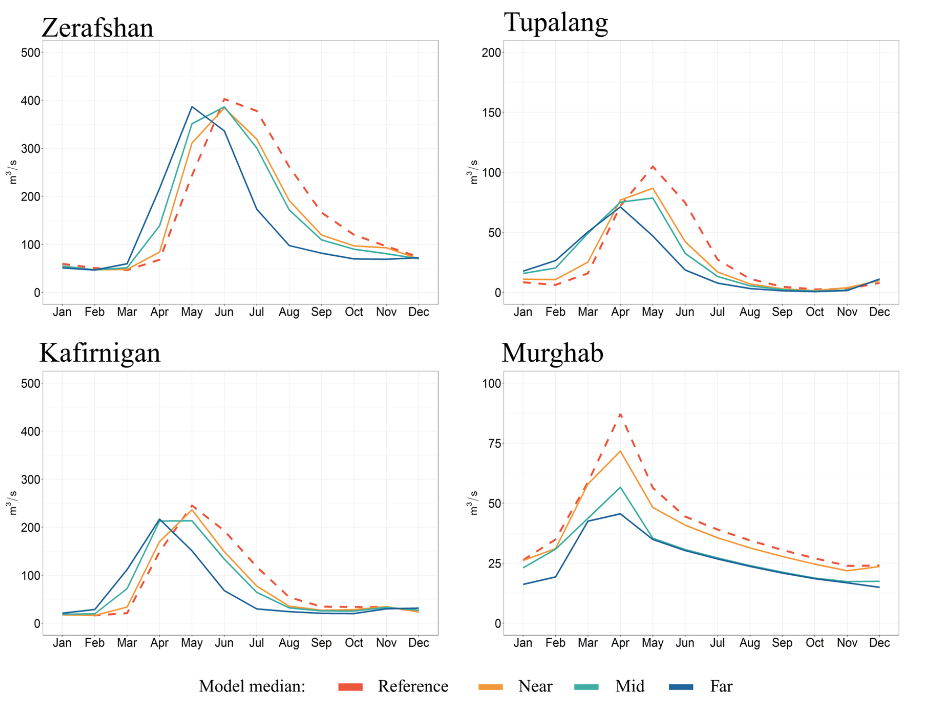 Zerafshan
500
400
300
200
100
0
m³/s
Jan Feb Mar Apr May Jun Jul Aug Sep Oct Nov Dec
Tupalang
200
150
100
50
0
m³/s
Jan Feb Mar Apr May Jun Jul Aug Sep Oct Nov Dec
Kafirnigan
500
400
300
200
100
0
m³/s
Jan Feb Mar Apr May Jun Jul Aug Sep Oct Nov Dec
Murghab
100
75
50
25
0
m³/s
Jan Feb Mar Apr May Jun Jul Aug Sep Oct Nov Dec
Model median: Reference Near Mid Far